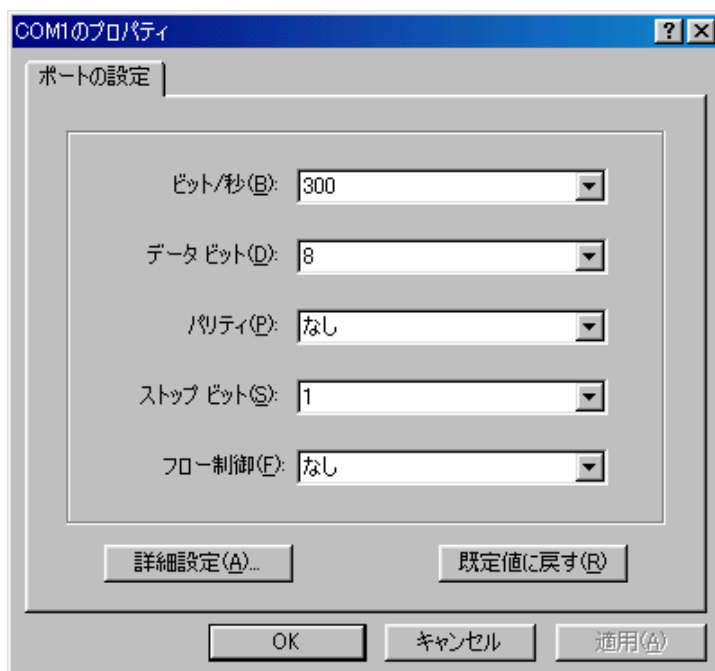 COM1のプロパティ
ポートの設定
ビット/秒(B): 300
データ ビット(D): 8
パリティ(P): なし
ストップ ビット(S): 1
フロー制御(F): なし
詳細設定(A)... 既定値に戻す(R)
OK キャンセル 適用(A)